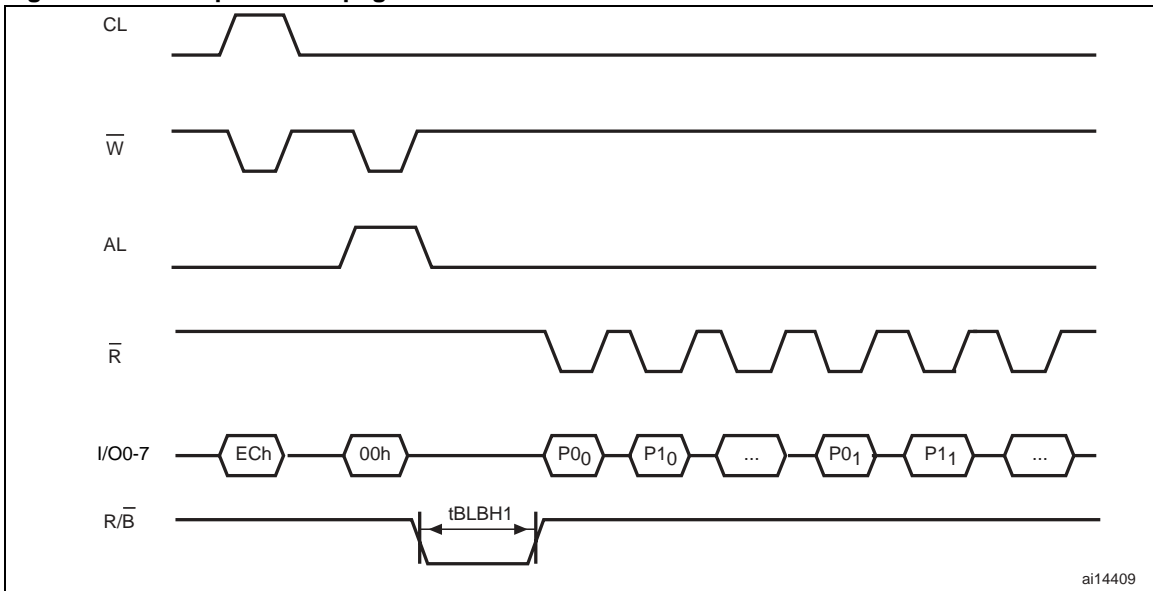 CL
W̅
AL
R̅
I/O0-7 ECh 00h P0₀ P1₀ ... P0₁ P1₁ ...
R/B̅ tBLBH1
ai14409